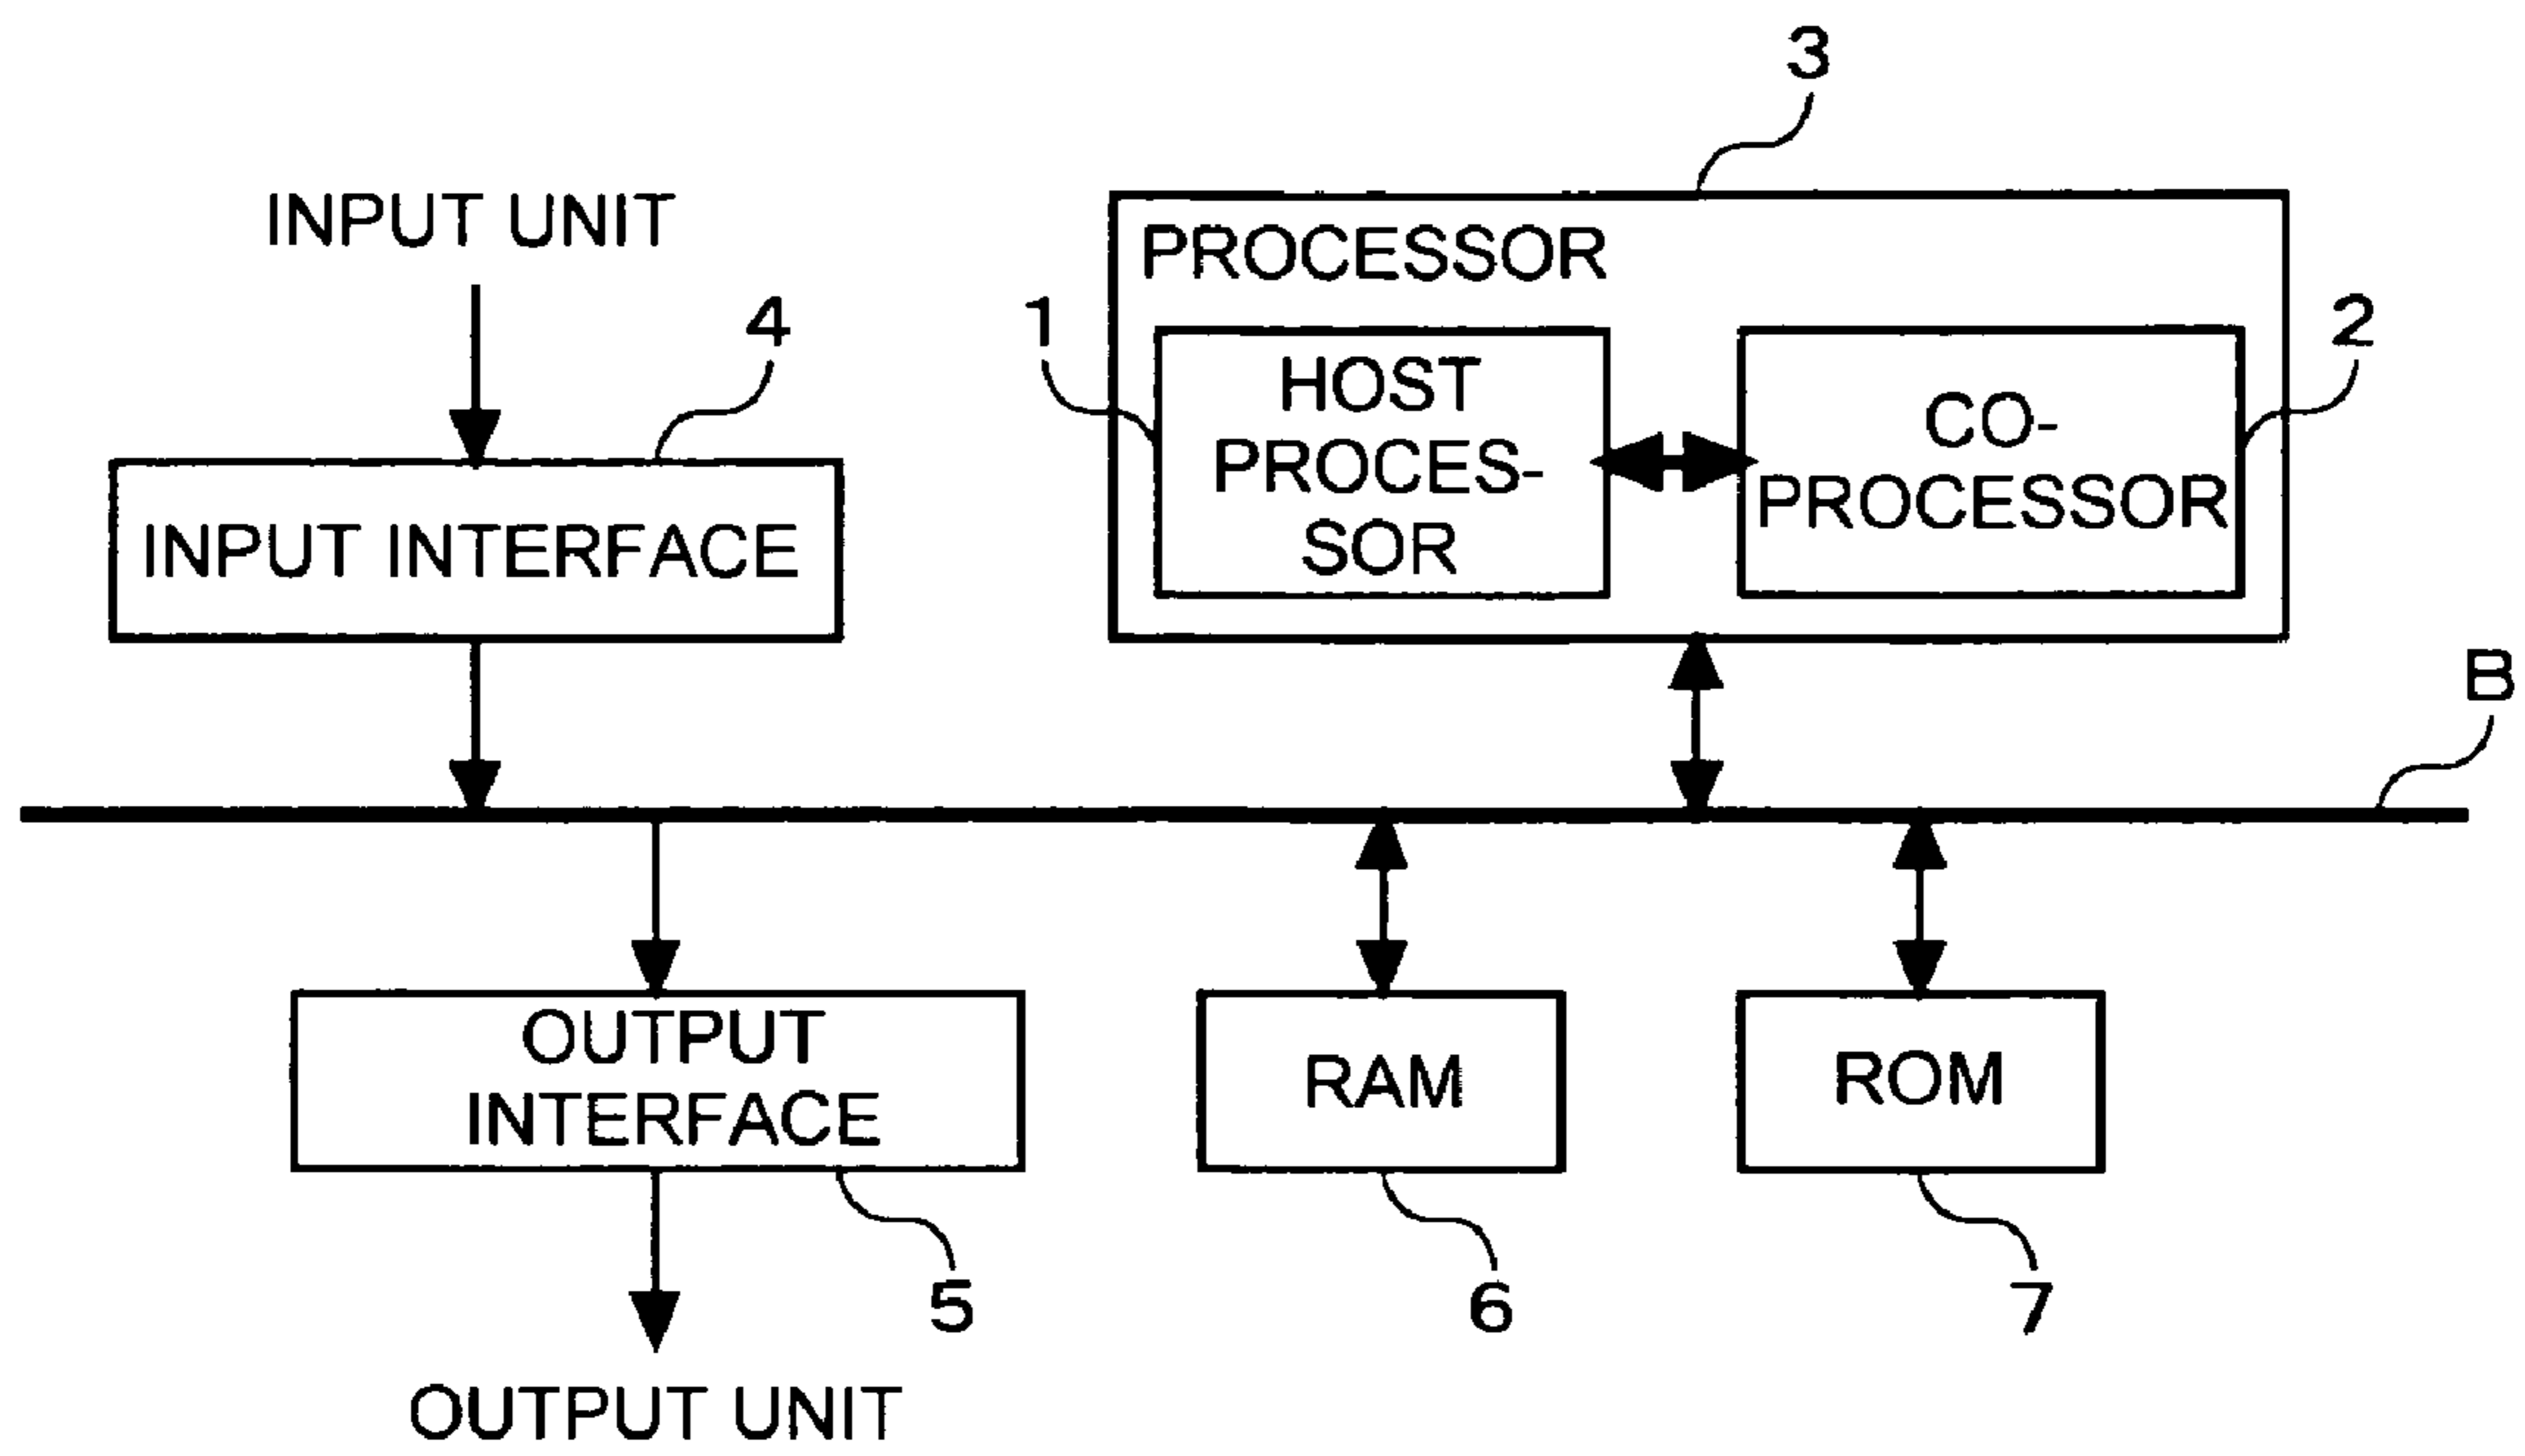 3
INPUT UNIT
PROCESSOR
4
1
2
HOST
PROCES-
SOR
CO-
PROCESSOR
INPUT INTERFACE
B
OUTPUT
INTERFACE
RAM
ROM
5
6
7
OUTPUT UNIT